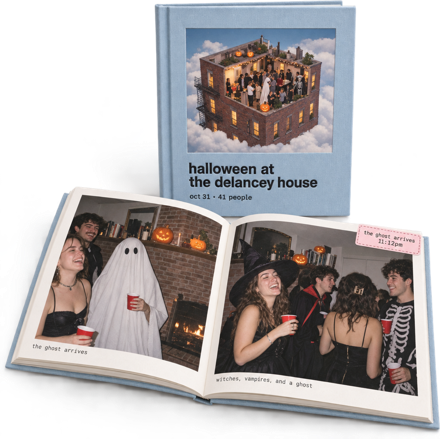 halloween at
the delancey house
oct 31 • 41 people
the ghost arrives
11:12pm
the ghost arrives
witches, vampires, and a ghost